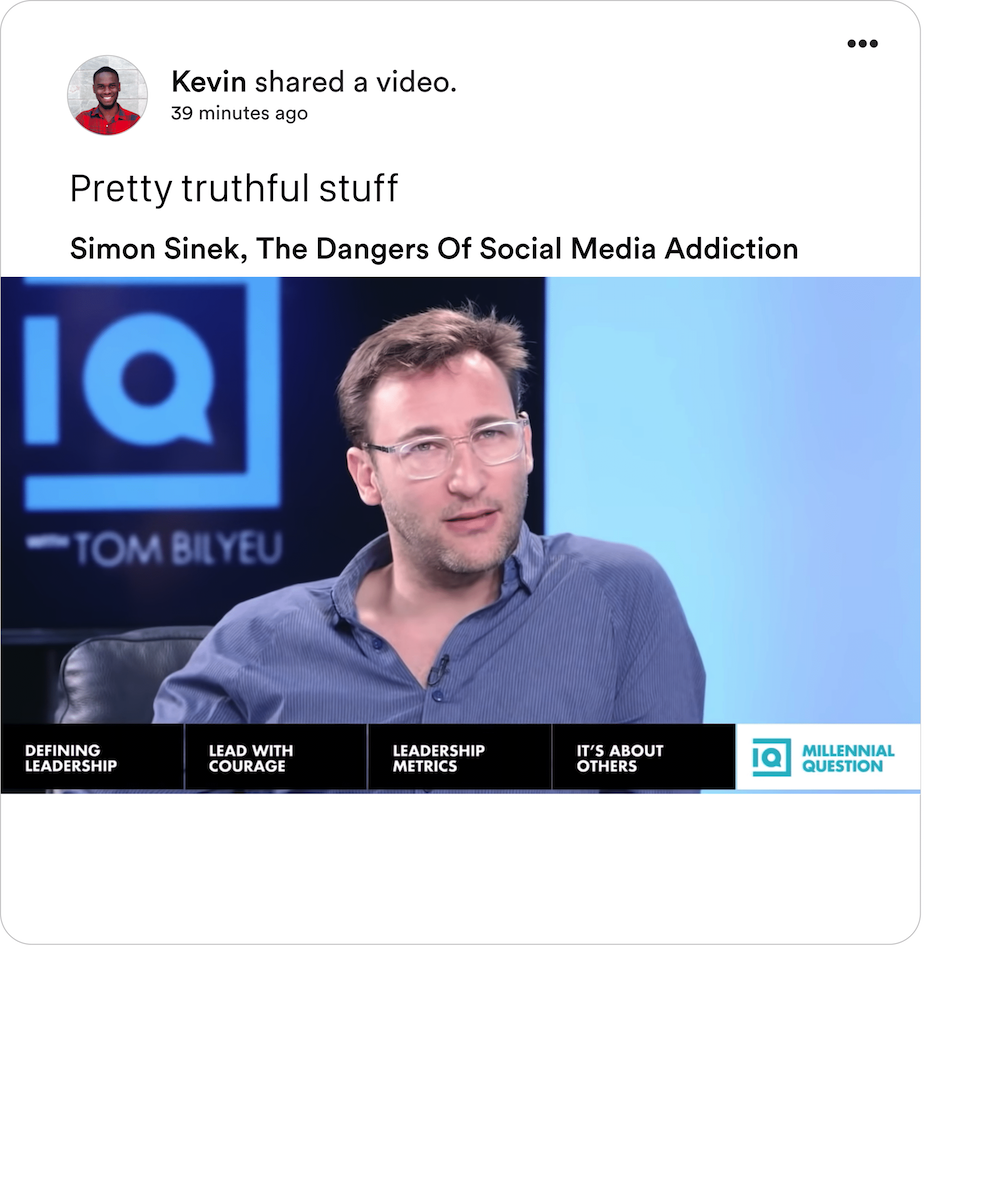 Kevin shared a video.
39 minutes ago
Pretty truthful stuff
Simon Sinek, The Dangers Of Social Media Addiction
IQ
TOM BILYEU
DEFINING
LEADERSHIP
LEAD WITH
COURAGE
LEADERSHIP
METRICS
IT'S ABOUT
OTHERS
IQ
MILLENNIAL
QUESTION